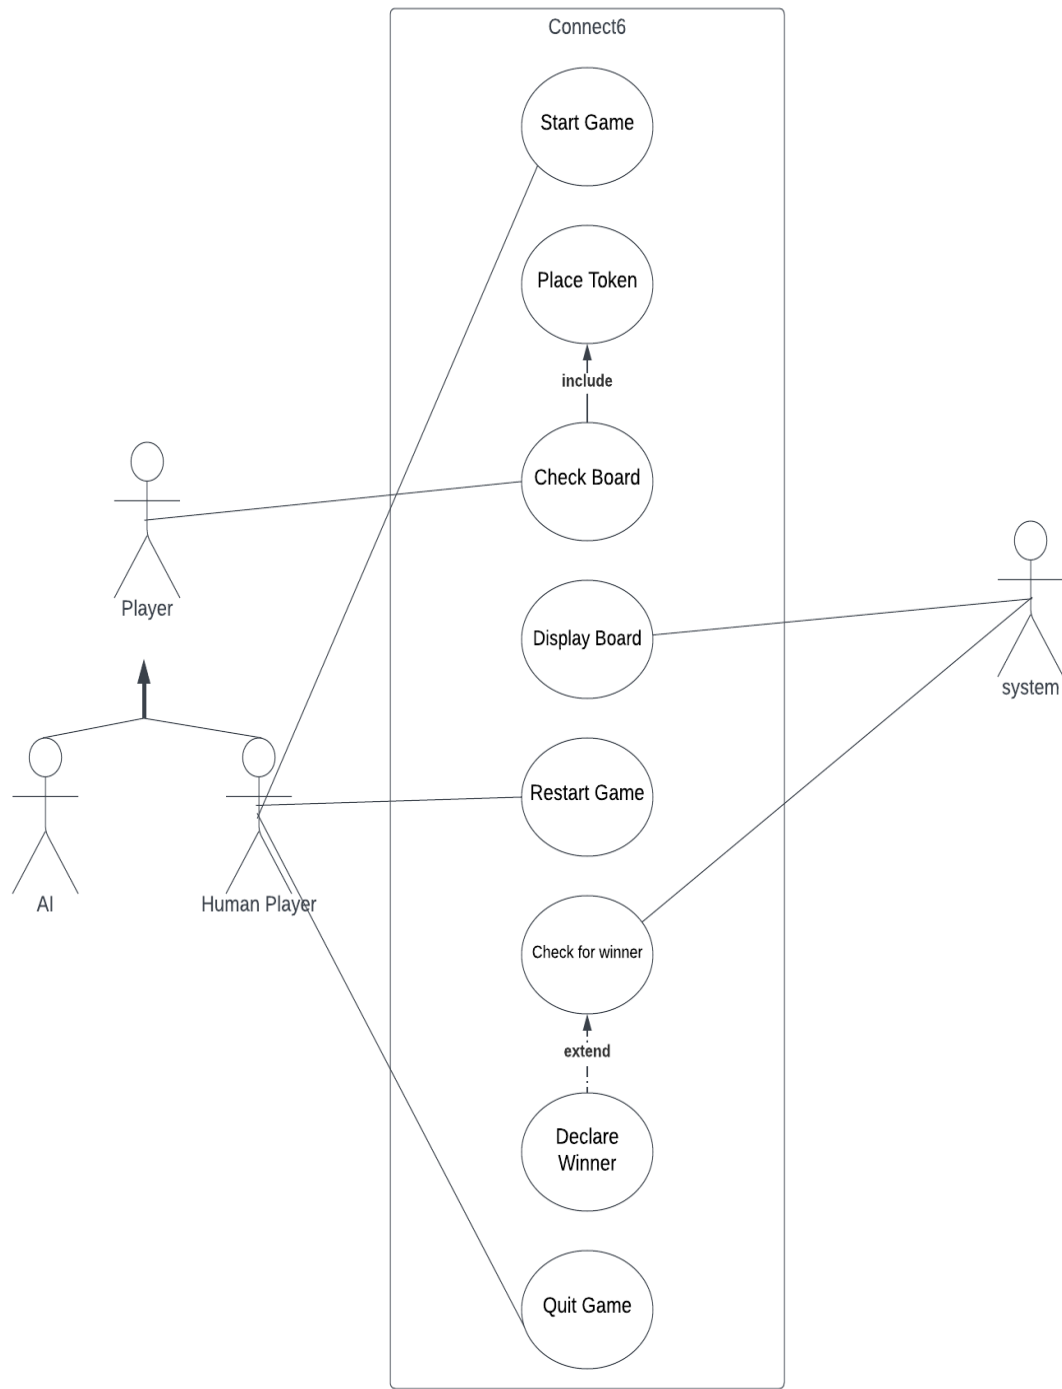 Connect6
Start Game
Place Token
include
Check Board
Player
Display Board
system
Restart Game
AI
Human Player
Check for winner
extend
Declare
Winner
Quit Game